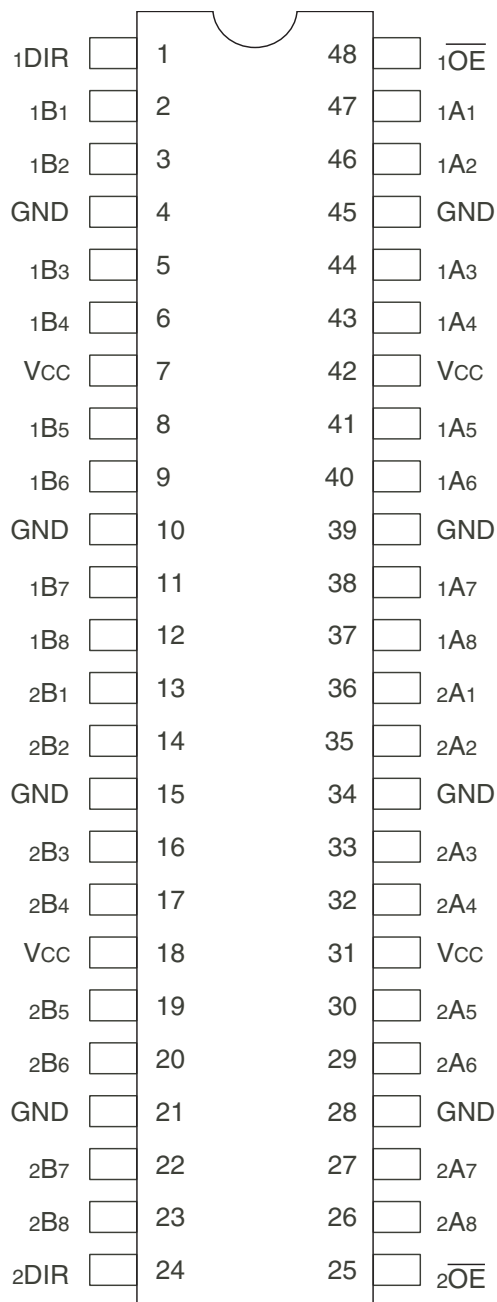 1DIR 1 48 1O̅E̅
1B1 2 47 1A1
1B2 3 46 1A2
GND 4 45 GND
1B3 5 44 1A3
1B4 6 43 1A4
VCC 7 42 VCC
1B5 8 41 1A5
1B6 9 40 1A6
GND 10 39 GND
1B7 11 38 1A7
1B8 12 37 1A8
2B1 13 36 2A1
2B2 14 35 2A2
GND 15 34 GND
2B3 16 33 2A3
2B4 17 32 2A4
VCC 18 31 VCC
2B5 19 30 2A5
2B6 20 29 2A6
GND 21 28 GND
2B7 22 27 2A7
2B8 23 26 2A8
2DIR 24 25 2O̅E̅